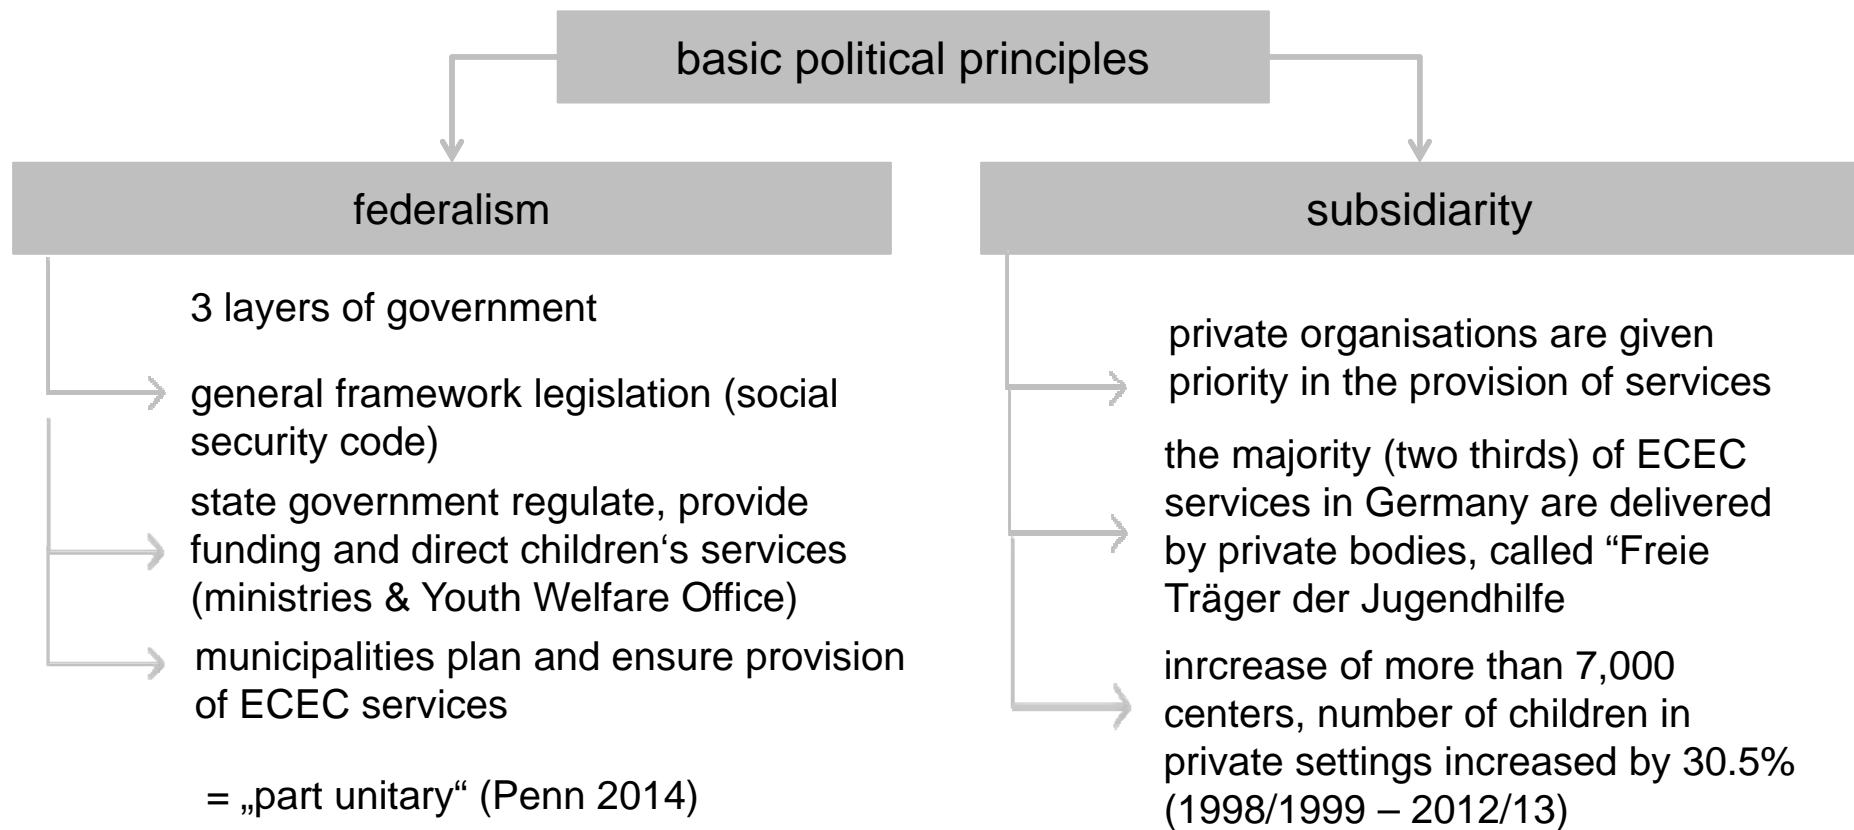 basic political principles
federalism
3 layers of government
general framework legislation (social
security code)
state government regulate, provide
funding and direct children‘s services
(ministries & Youth Welfare Office)
municipalities plan and ensure provision
of ECEC services
= „part unitary“ (Penn 2014)
subsidiarity
private organisations are given
priority in the provision of services
the majority (two thirds) of ECEC
services in Germany are delivered
by private bodies, called “Freie
Träger der Jugendhilfe
inrcrease of more than 7,000
centers, number of children in
private settings increased by 30.5%
(1998/1999 – 2012/13)